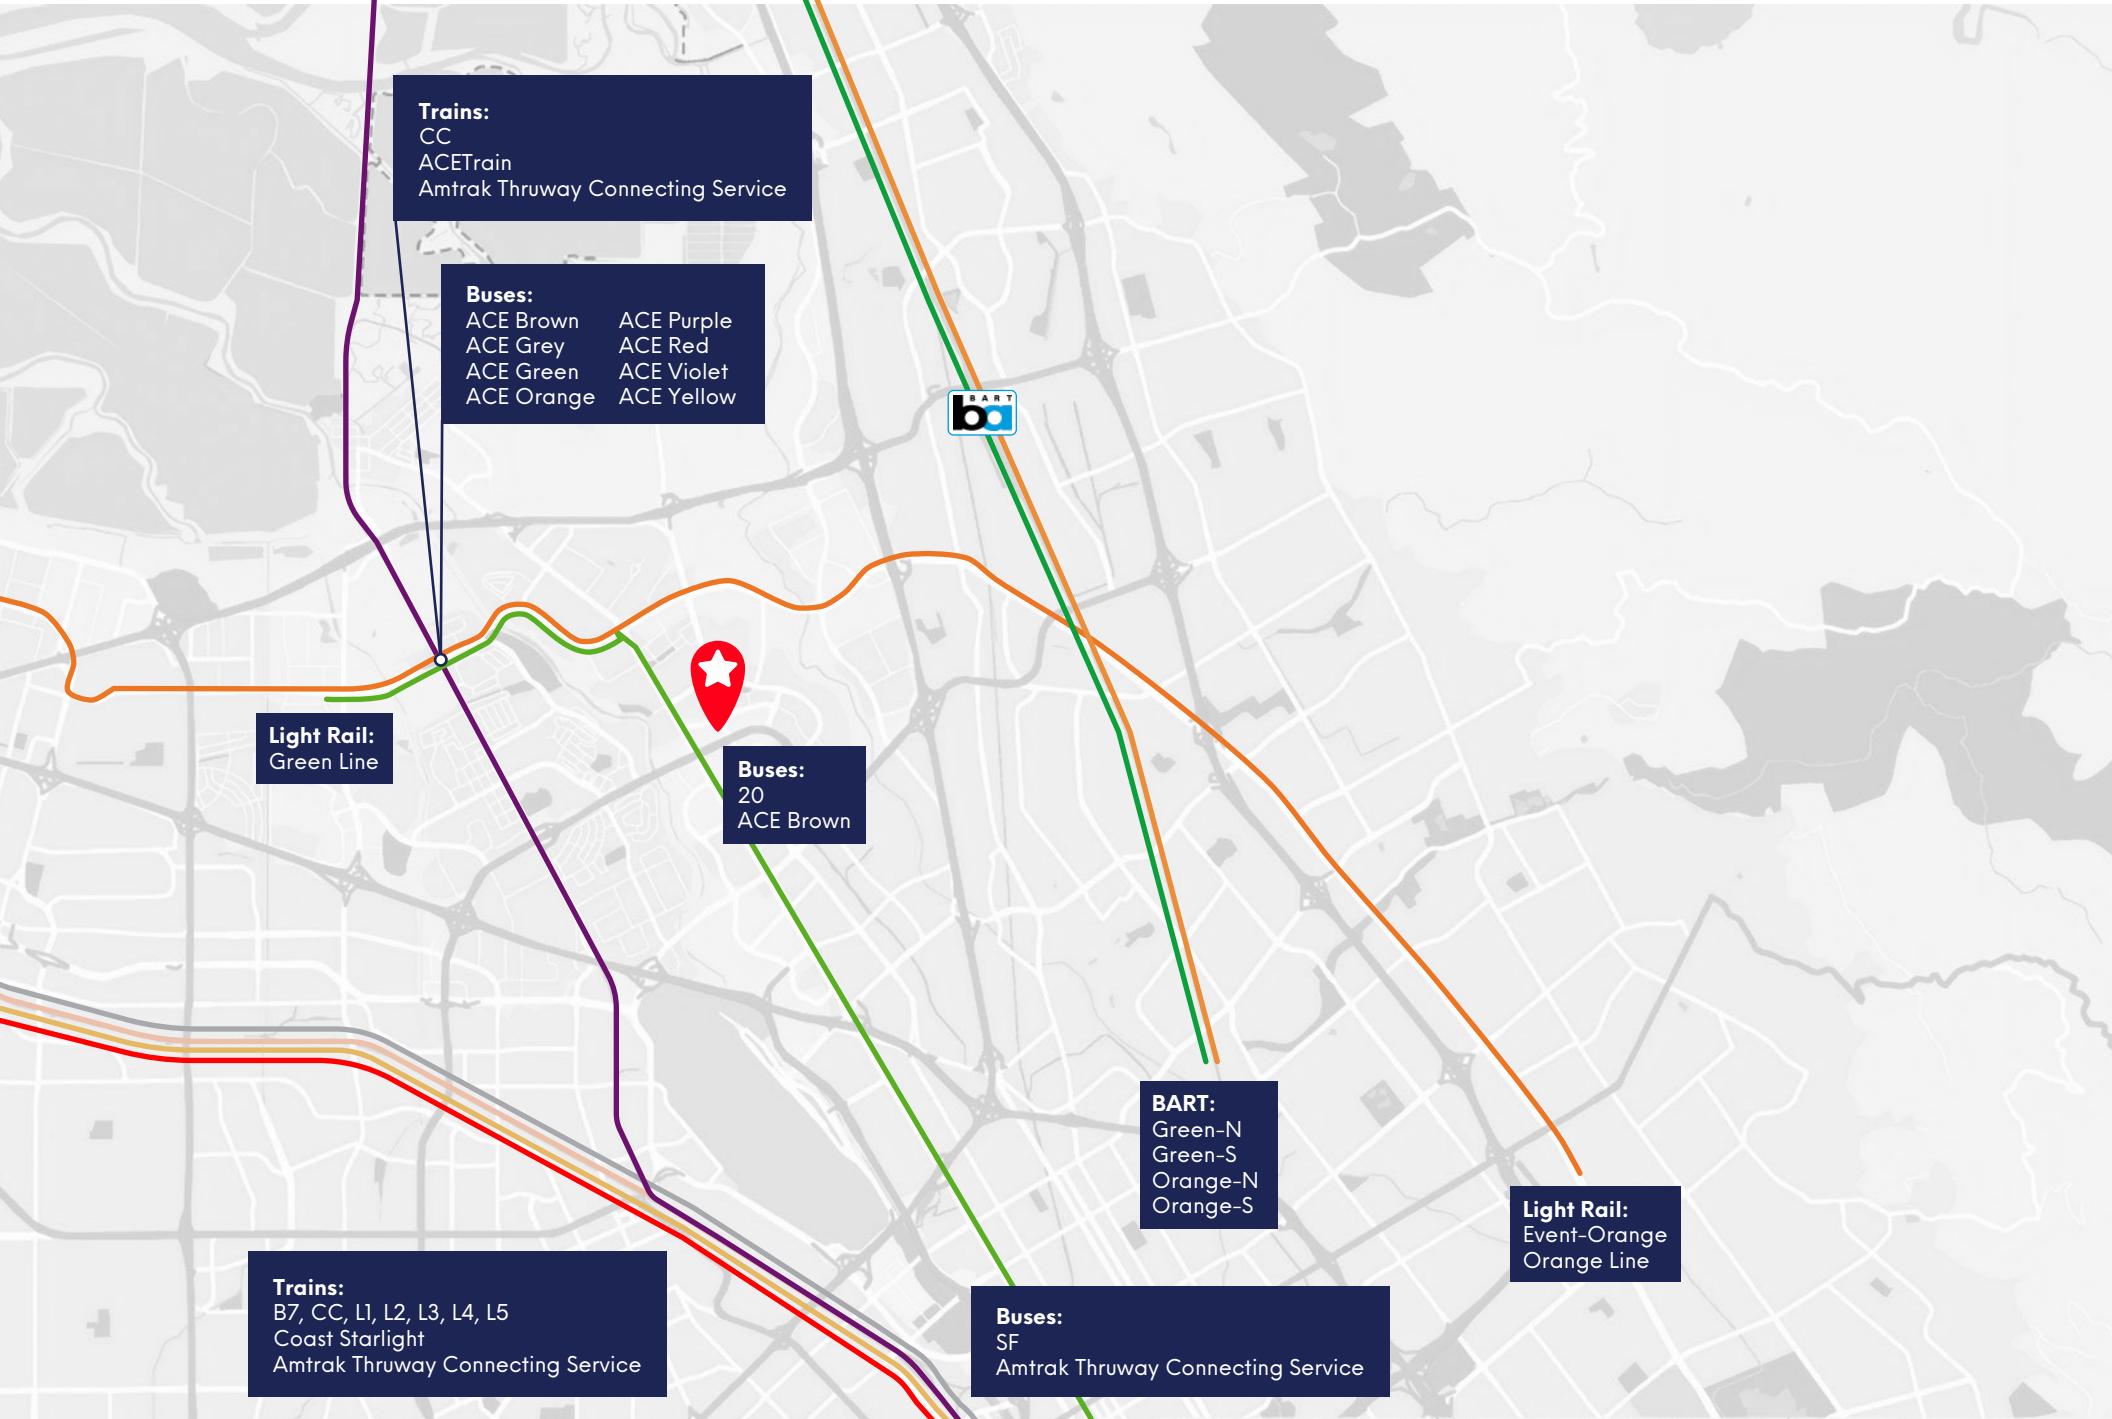 Trains:
CC
ACETrain
Amtrak Thruway Connecting Service
Buses:
ACE Brown
ACE Grey
ACE Green
ACE Orange
ACE Purple
ACE Red
ACE Violet
ACE Yellow
BART
ba
Light Rail:
Green Line
Buses:
20
ACE Brown
BART:
Green-N
Green-S
Orange-N
Orange-S
Light Rail:
Event-Orange
Orange Line
Trains:
B7, CC, L1, L2, L3, L4, L5
Coast Starlight
Amtrak Thruway Connecting Service
Buses:
SF
Amtrak Thruway Connecting Service